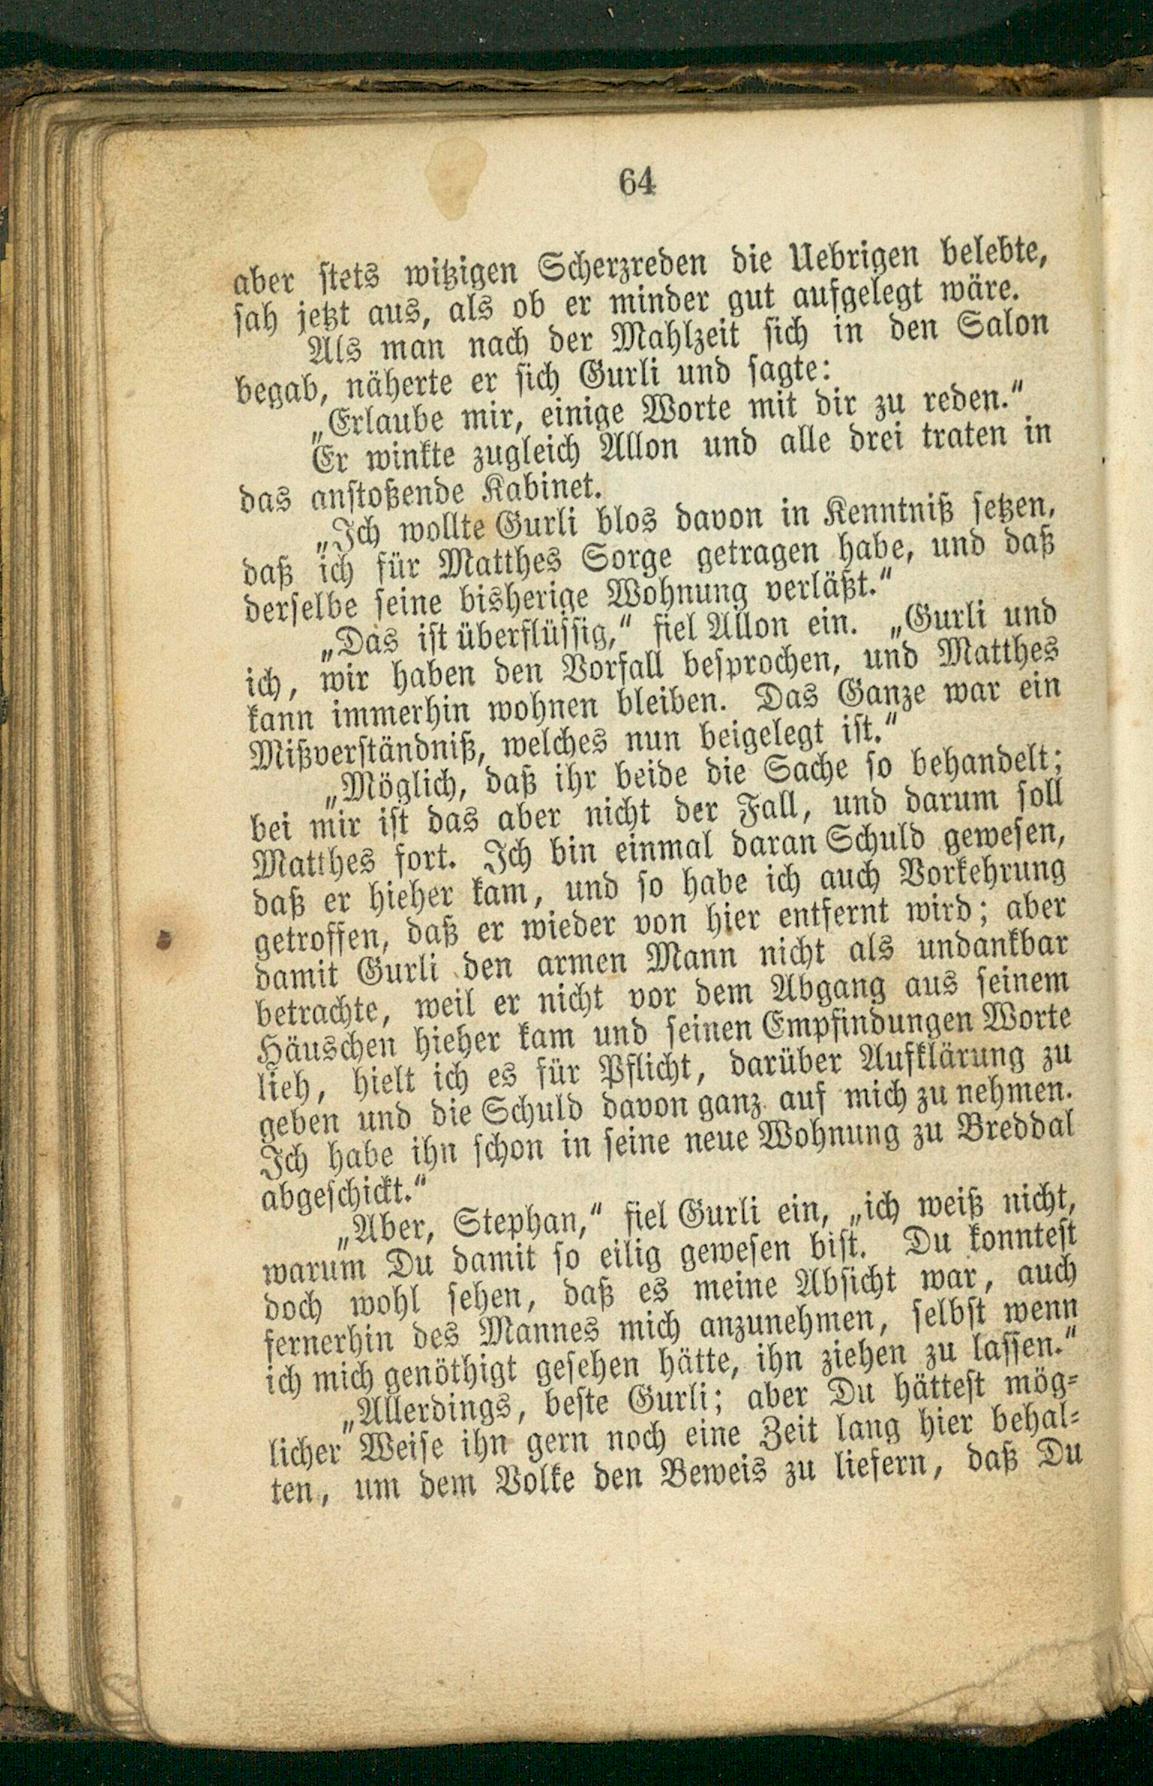 64
aber stets witzigen Scherzreden die Uebrigen belebte,
sah jetzt aus, als ob er minder gut aufgelegt wäre.
Als man nach der Mahlzeit sich in den Salon
begab, näherte er sich Gurli und sagte:
„Erlaube mir, einige Worte mit dir zu reden.“
Er winkte zugleich Allon und alle drei traten in
das anstoßende Kabinet.
„Ich wollte Gurli blos davon in Kenntniß setzen,
daß ich für Matthes Sorge getragen habe, und daß
derselbe seine bisherige Wohnung verläßt.“
„Das ist überflüssig,“ fiel Allon ein. „Gurli und
ich, wir haben den Vorfall besprochen, und Matthes
kann immerhin wohnen bleiben. Das Ganze war ein
Mißverständniß, welches nun beigelegt ist.“
„Möglich, daß ihr beide die Sache so behandelt;
bei mir ist das aber nicht der Fall, und darum soll
Matthes fort. Ich bin einmal daran Schuld gewesen,
daß er hieher kam, und so habe ich auch Vorkehrung
getroffen, daß er wieder von hier entfernt wird; aber
damit Gurli den armen Mann nicht als undankbar
betrachte, weil er nicht vor dem Abgang aus seinem
Häuschen hieher kam und seinen Empfindungen Worte
lieh, hielt ich es für Pflicht, darüber Aufklärung zu
geben und die Schuld davon ganz auf mich zu nehmen.
Ich habe ihn schon in seine neue Wohnung zu Breddal
abgeschickt.“
„Aber, Stephan,“ fiel Gurli ein, „ich weiß nicht,
warum Du damit so eilig gewesen bist. Du konntest
doch wohl sehen, daß es meine Absicht war, auch
fernerhin des Mannes mich anzunehmen, selbst wenn
ich mich genöthigt gesehen hätte, ihn ziehen zu lassen.“
„Allerdings, beste Gurli; aber Du hättest mög-
licher Weise ihn gern noch eine Zeit lang hier behal-
ten, um dem Volke den Beweis zu liefern, daß Du